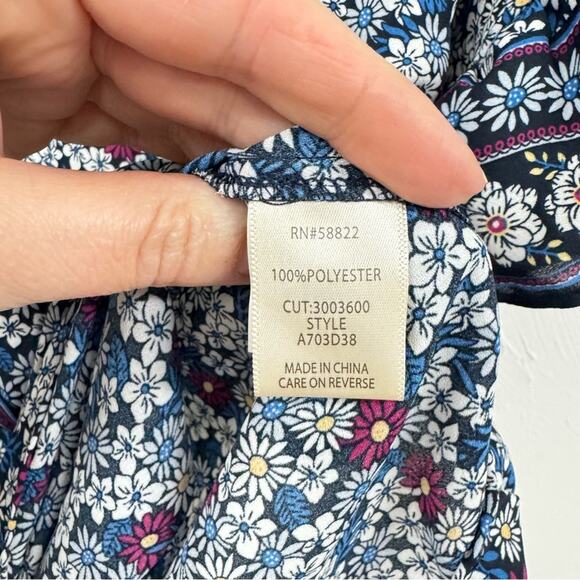 RN#58822
100%POLYESTER
CUT:3003600
STYLE
A703D38
MADE IN CHINA
CARE ON REVERSE